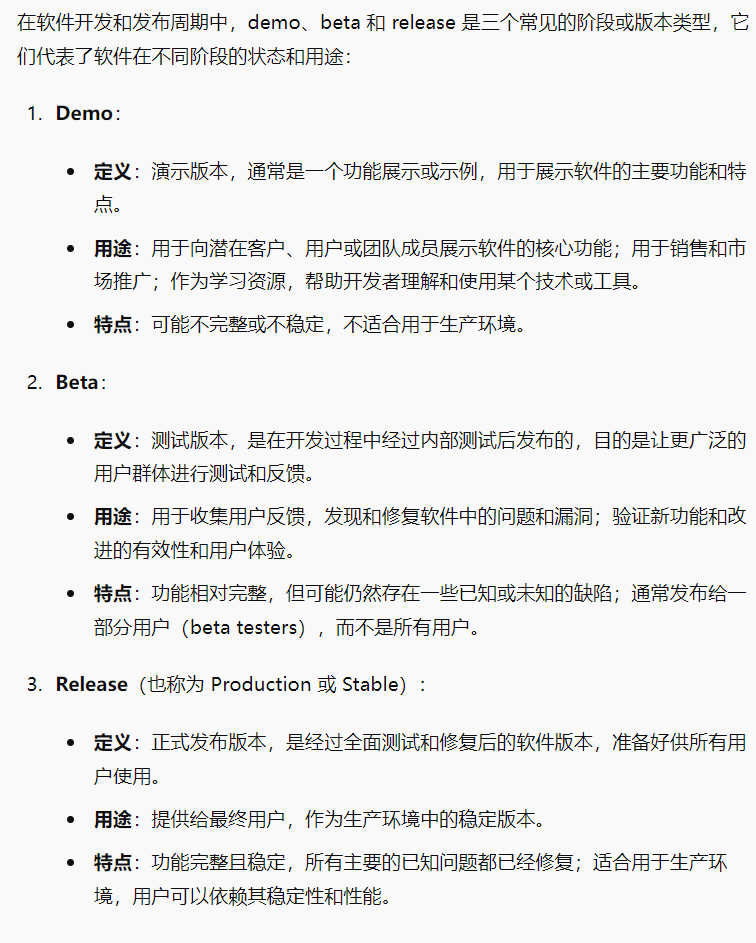 在软件开发和发布周期中，demo、beta 和 release 是三个常见的阶段或版本类型，它
们代表了软件在不同阶段的状态和用途：
1. Demo：
• 定义：演示版本，通常是一个功能展示或示例，用于展示软件的主要功能和特
点。
• 用途：用于向潜在客户、用户或团队成员展示软件的核心功能；用于销售和市
场推广；作为学习资源，帮助开发者理解和使用某个技术或工具。
• 特点：可能不完整或不稳定，不适合用于生产环境。
2. Beta：
• 定义：测试版本，是在开发过程中经过内部测试后发布的，目的是让更广泛的
用户群体进行测试和反馈。
• 用途：用于收集用户反馈，发现和修复软件中的问题和漏洞；验证新功能和改
进的有效性和用户体验。
• 特点：功能相对完整，但可能仍然存在一些已知或未知的缺陷；通常发布给一
部分用户（beta testers），而不是所有用户。
3. Release（也称为 Production 或 Stable）：
• 定义：正式发布版本，是经过全面测试和修复后的软件版本，准备好供所有用
户使用。
• 用途：提供给最终用户，作为生产环境中的稳定版本。
• 特点：功能完整且稳定，所有主要的已知问题都已经修复；适合用于生产环
境，用户可以依赖其稳定性和性能。